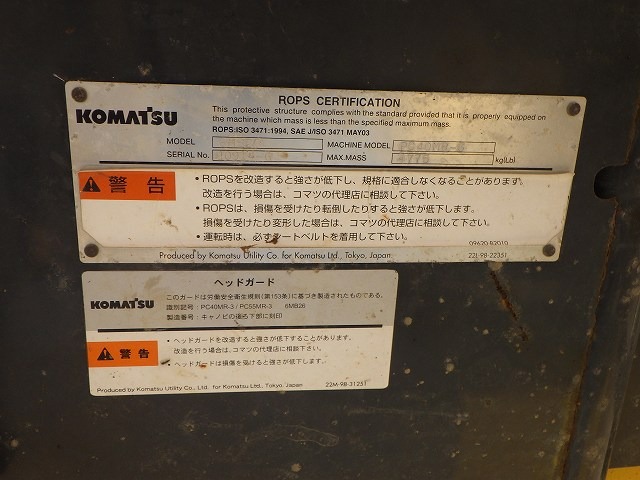 ROPS CERTIFICATION
KOMATSU
This protective structure complies with the standard provided that it is properly equipped on
the machine which mass is less than the specified maximum mass.
ROPS:ISO 3471:1994, SAE J/ISO 3471 MAY03
MODEL MACHINE MODEL PC40MR-3
SERIAL No. MAX.MASS kg(Lb)
警告
・ROPSを改造すると強さが低下し、規格に適合しなくなることがあります。
改造を行う場合は、コマツの代理店に相談して下さい。
・ROPSは、損傷を受けたり転倒したりすると強さが低下します。
損傷を受けたり変形した場合は、コマツの代理店に相談して下さい。
・運転時は、必ずシートベルトを着用して下さい。
09620-B2010
Produced by Komatsu Utility Co. for Komatsu Ltd., Tokyo, Japan 22L-98-22351
ヘッドガード
KOMATSU
このガードは労働安全衛生規則(第153条)に基づき製造されたものである。
識別記号: PC40MR-3 / PC55MR-3 6MB26
製造番号: キャノピの後右下部に刻印
警告
・ヘッドガードを改造すると強さが低下することがあります。
改造を行う場合は、コマツの代理店に相談下さい。
・ヘッドガードは損傷を受けると強さが低下します。
Produced by Komatsu Utility Co., Ltd. for Komatsu Ltd., Tokyo, Japan 22M-98-31251